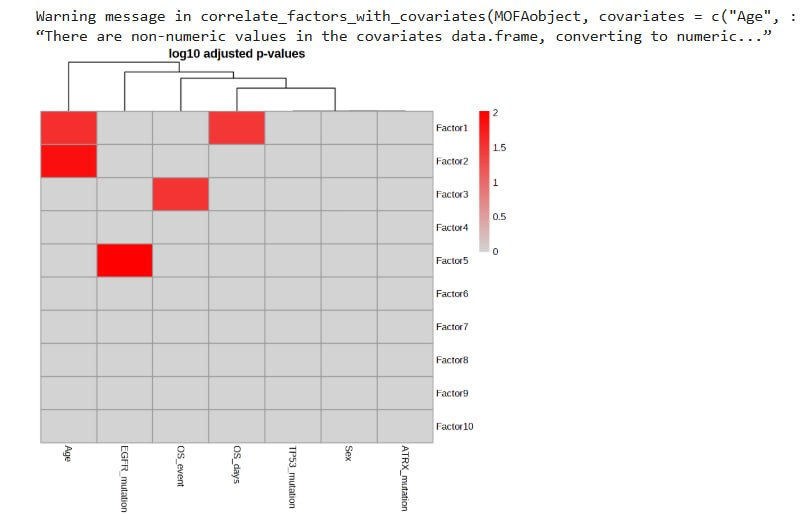 Warning message in correlate_factors_with_covariates(MOFAobject, covariates = c("Age", :
“There are non-numeric values in the covariates data.frame, converting to numeric...”
log10 adjusted p-values
Factor1
Factor2
Factor3
Factor4
Factor5
Factor6
Factor7
Factor8
Factor9
Factor10
2
1.5
1
0.5
0
Age
EGFR_mutation
OS_event
OS_days
TP53_mutation
Sex
ATRX_mutation